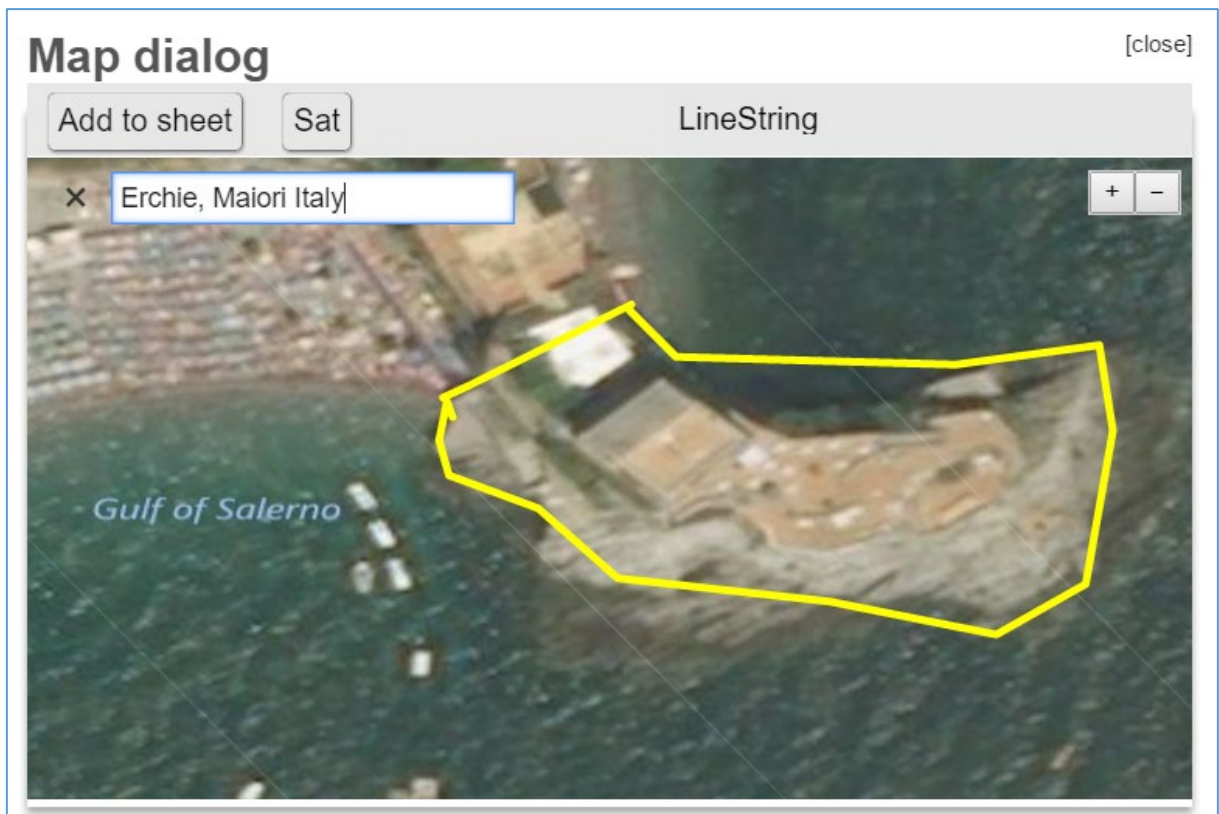 Map dialog
[close]
Add to sheet
Sat
LineString
×
Erchie, Maiori Italy
+
−
Gulf of Salerno